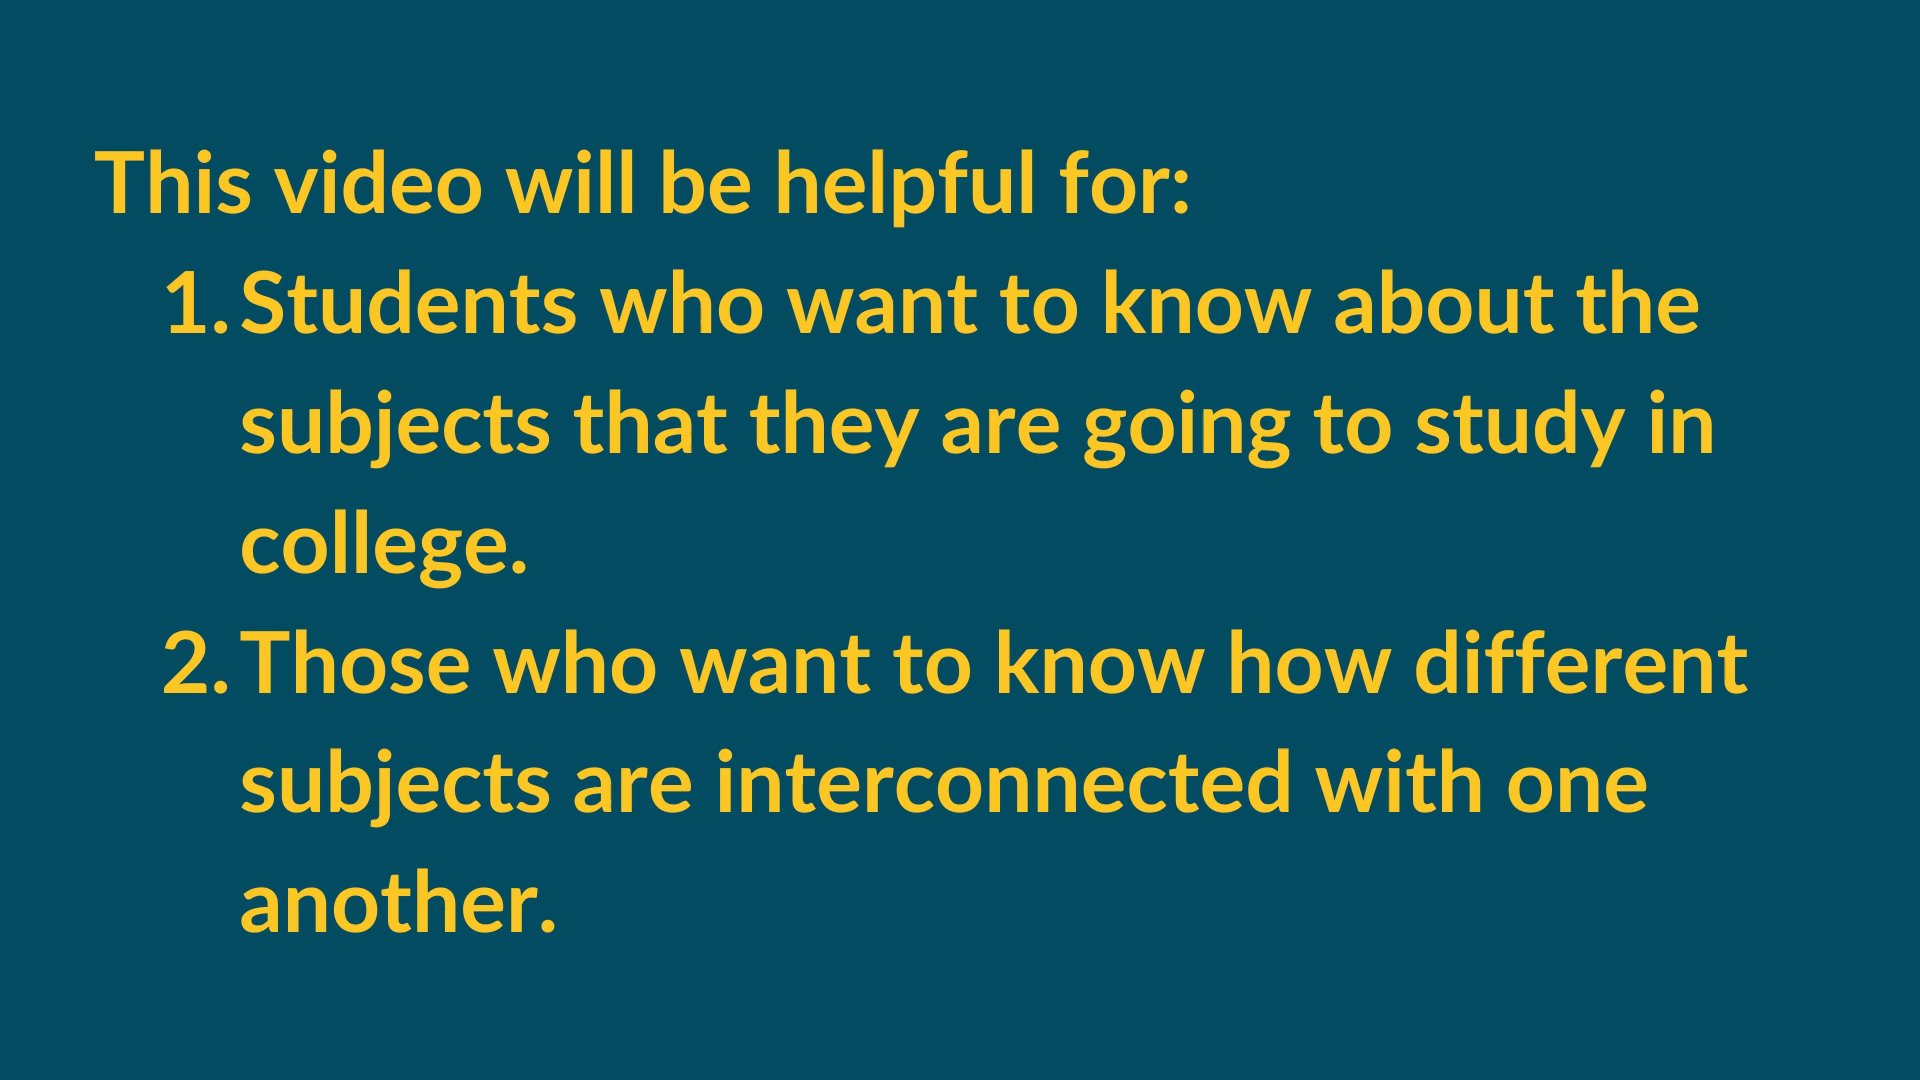 This video will be helpful for:
1. Students who want to know about the
subjects that they are going to study in
college.
2. Those who want to know how different
subjects are interconnected with one
another.